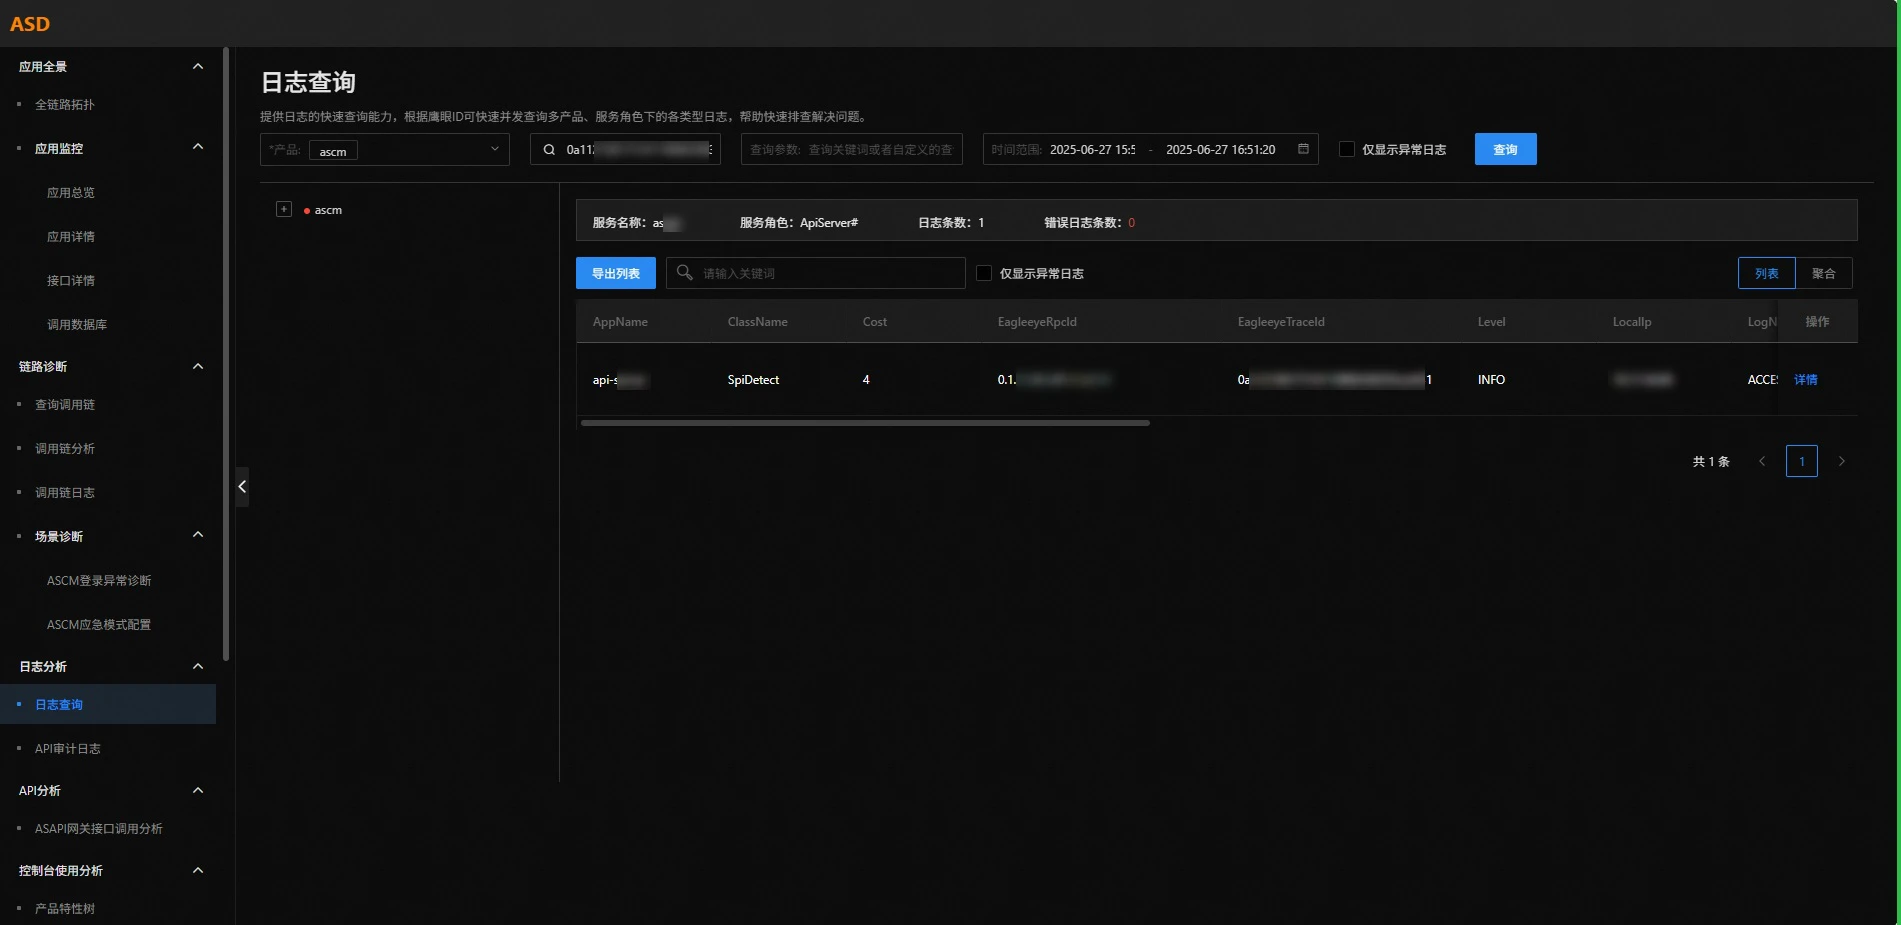 ASD
应用全景
全链路拓扑
应用监控
应用总览
应用详情
接口详情
调用数据库
链路诊断
查询调用链
调用链分析
调用链日志
场景诊断
ASCM登录异常诊断
ASCM应急模式配置
日志分析
日志查询
API审计日志
API分析
ASAPI网关接口调用分析
控制台使用分析
产品特性树
日志查询
提供日志的快速查询能力，根据鹰眼ID可快速并发查询多产品、服务角色下的各类型日志，帮助快速排查解决问题。
*产品: ascm
0a11
查询参数: 查询关键词或者自定义的查
时间范围: 2025-06-27 15:5 - 2025-06-27 16:51:20
仅显示异常日志
查询
ascm
服务名称: as 服务角色: ApiServer# 日志条数: 1 错误日志条数: 0
导出列表 请输入关键词 仅显示异常日志 列表 聚合
AppName ClassName Cost EagleeyeRpcId EagleeyeTraceId Level LocalIp LogN 操作
api-s SpiDetect 4 0.1. 0a 1 INFO ACCES 详情
共 1 条 1